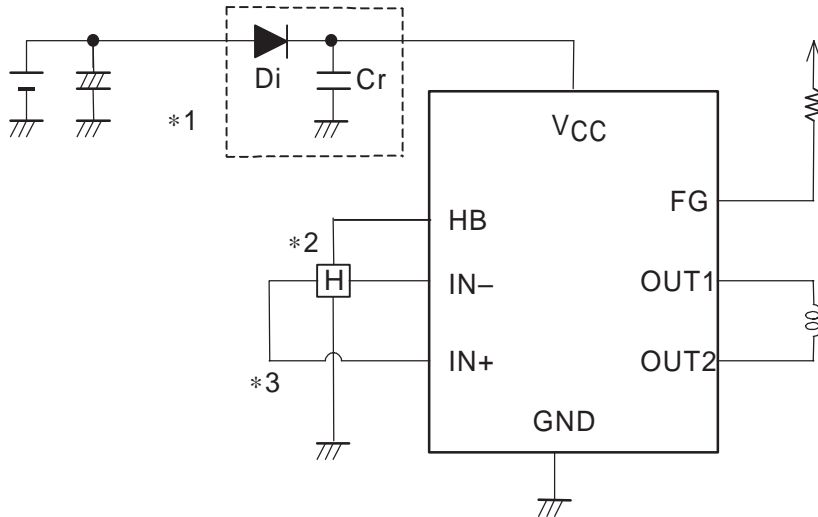 Di
Cr
*1
VCC
FG
HB
*2
H
IN–
OUT1
IN+
OUT2
*3
GND